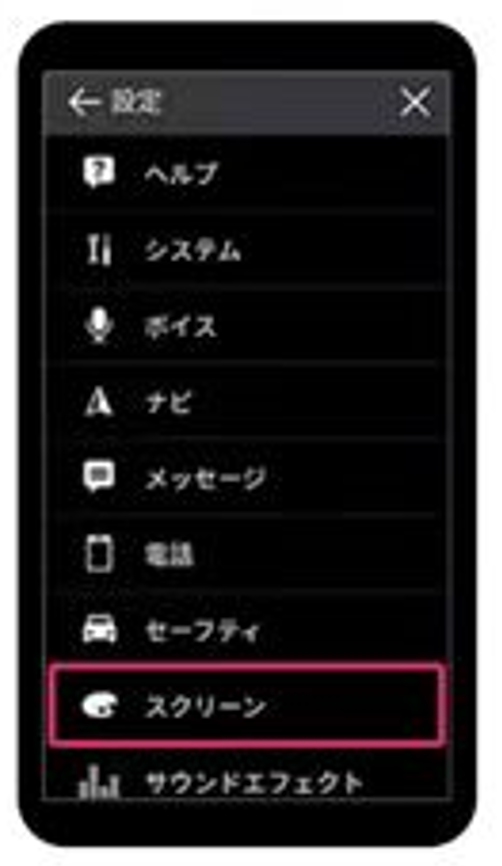 設定
ヘルプ
システム
ボイス
ナビ
メッセージ
電話
セーフティ
スクリーン
サウンドエフェクト